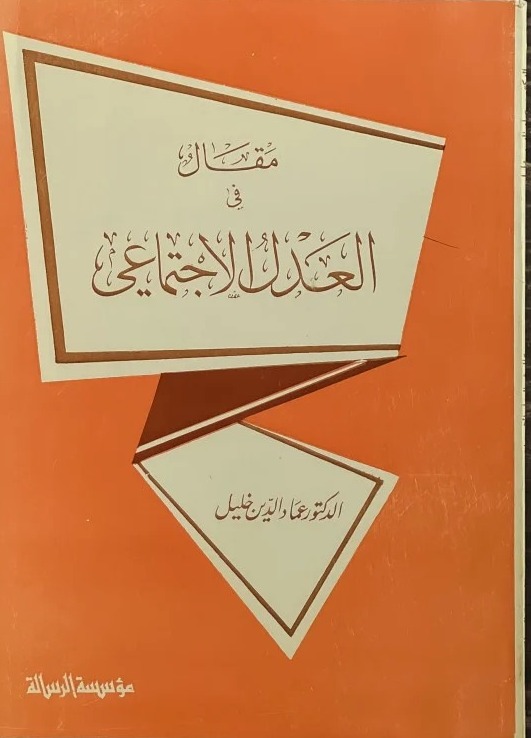 مقال
في
العدل الاجتماعي
الدكتور عماد الدين خليل
مؤسسة الرسالة